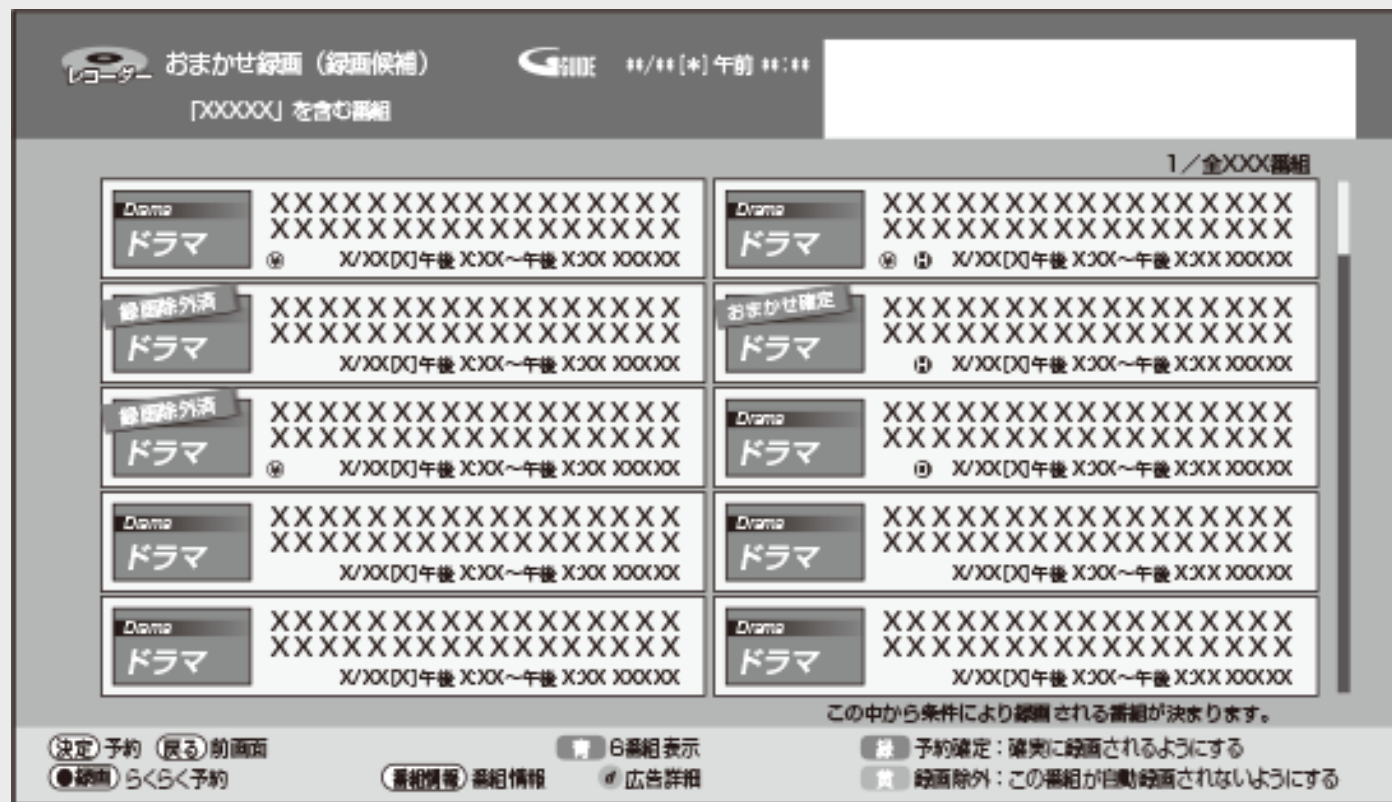 レコーダー おまかせ録画（録画候補） GGUIDE **/**[*]午前 **:**
「XXXXX」を含む番組
1／全XXX番組
Drama
ドラマ
XXXXXXXXXXXXXXXXX
XXXXXXXXXXXXXXXXX
X/XX[X]午後 X:XX～午後 X:XX XXXXX
Drama
ドラマ
XXXXXXXXXXXXXXXXX
XXXXXXXXXXXXXXXXX
X/XX[X]午後 X:XX～午後 X:XX XXXXX
録画除外済
ドラマ
XXXXXXXXXXXXXXXXX
XXXXXXXXXXXXXXXXX
X/XX[X]午後 X:XX～午後 X:XX XXXXX
おまかせ確定
ドラマ
XXXXXXXXXXXXXXXXX
XXXXXXXXXXXXXXXXX
X/XX[X]午後 X:XX～午後 X:XX XXXXX
録画除外済
ドラマ
XXXXXXXXXXXXXXXXX
XXXXXXXXXXXXXXXXX
X/XX[X]午後 X:XX～午後 X:XX XXXXX
Drama
ドラマ
XXXXXXXXXXXXXXXXX
XXXXXXXXXXXXXXXXX
X/XX[X]午後 X:XX～午後 X:XX XXXXX
Drama
ドラマ
XXXXXXXXXXXXXXXXX
XXXXXXXXXXXXXXXXX
X/XX[X]午後 X:XX～午後 X:XX XXXXX
Drama
ドラマ
XXXXXXXXXXXXXXXXX
XXXXXXXXXXXXXXXXX
X/XX[X]午後 X:XX～午後 X:XX XXXXX
Drama
ドラマ
XXXXXXXXXXXXXXXXX
XXXXXXXXXXXXXXXXX
X/XX[X]午後 X:XX～午後 X:XX XXXXX
Drama
ドラマ
XXXXXXXXXXXXXXXXX
XXXXXXXXXXXXXXXXX
X/XX[X]午後 X:XX～午後 X:XX XXXXX
この中から条件により録画される番組が決まります。
決定 予約 戻る 前画面 青 6番組表示 緑 予約確定：確実に録画されるようにする
●録画 らくらく予約 番組情報 番組情報 d 広告詳細 黄 録画除外：この番組が自動録画されないようにする